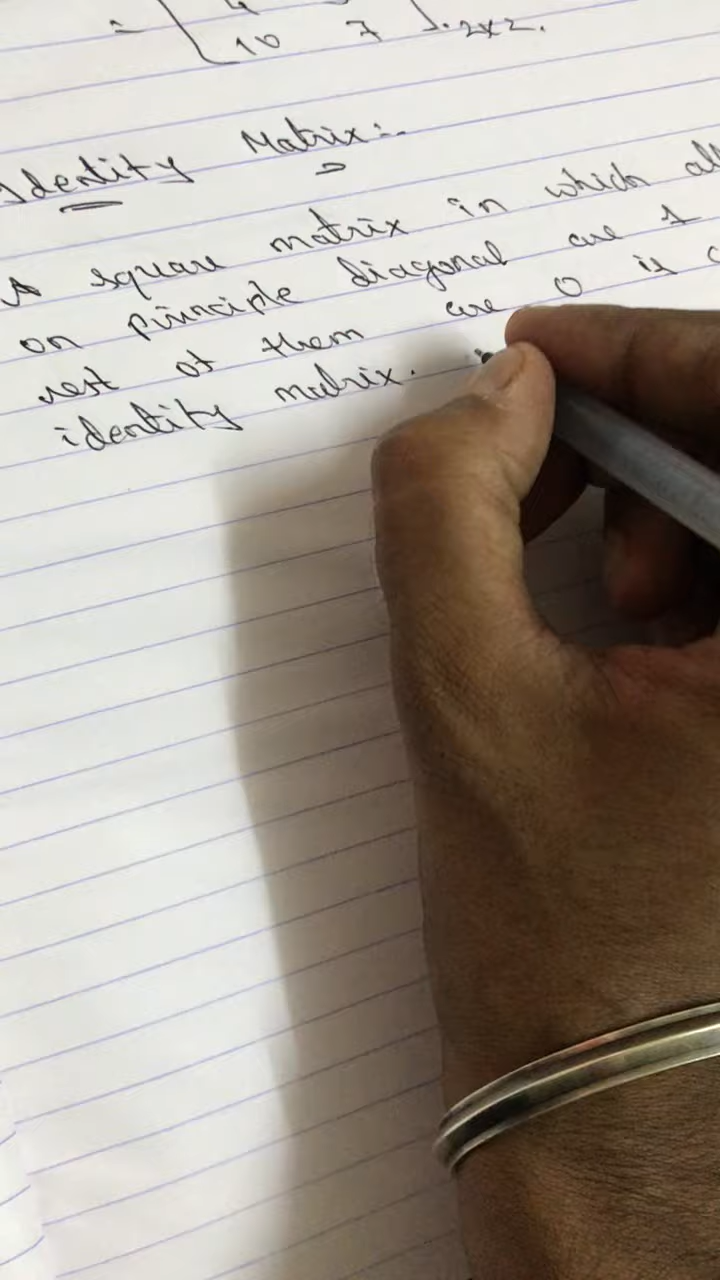 =
10 7 ] . 2x2.
Identity Matrix:-
A square matrix in which all
on principle diagonal are 1
rest of them are 0 is
identity matrix.